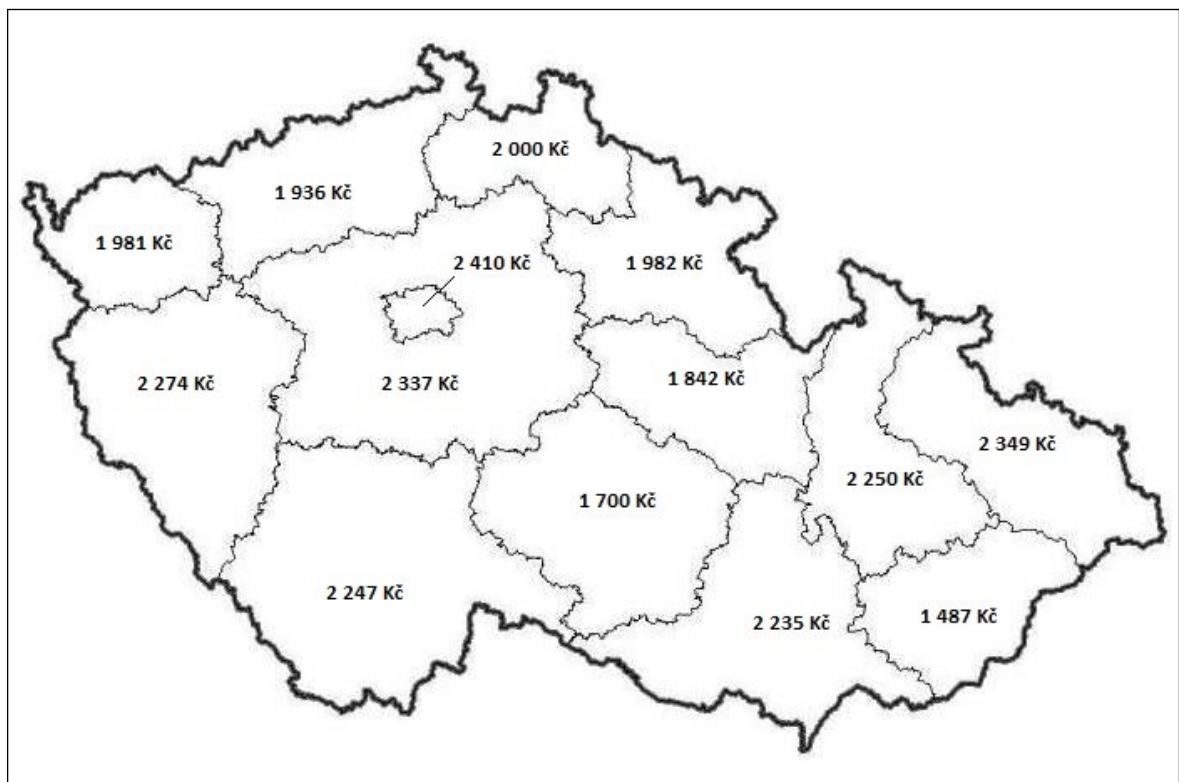 2 000 Kč
1 936 Kč
1 981 Kč
2 410 Kč
1 982 Kč
2 274 Kč
2 337 Kč
1 842 Kč
2 349 Kč
2 250 Kč
1 700 Kč
2 247 Kč
2 235 Kč
1 487 Kč